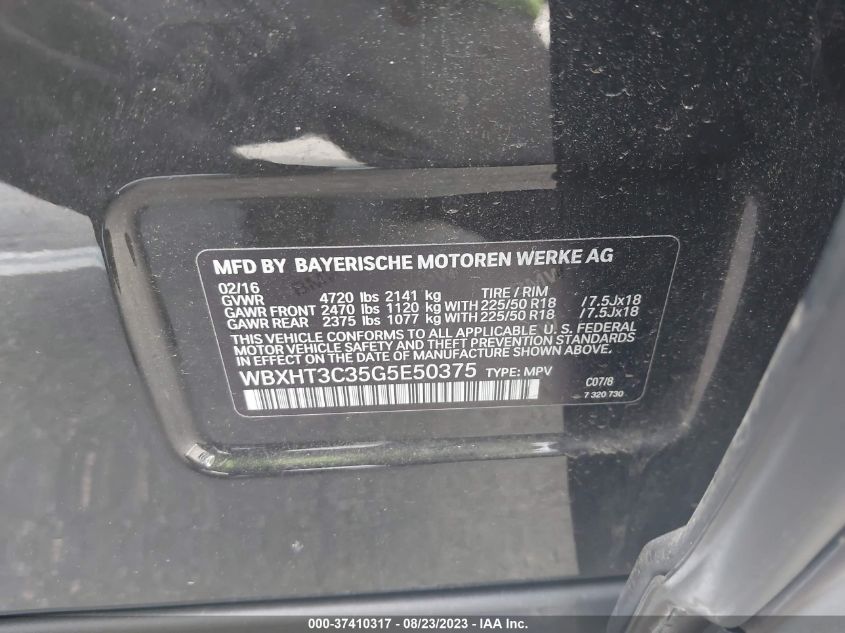 MFD BY BAYERISCHE MOTOREN WERKE AG
02/16 TIRE / RIM
GVWR 4720 lbs 2141 kg
GAWR FRONT 2470 lbs 1120 kg WITH 225/50 R18 /7.5Jx18
GAWR REAR 2375 lbs 1077 kg WITH 225/50 R18 /7.5Jx18
THIS VEHICLE CONFORMS TO ALL APPLICABLE U. S. FEDERAL
MOTOR VEHICLE SAFETY AND THEFT PREVENTION STANDARDS
IN EFFECT ON THE DATE OF MANUFACTURE SHOWN ABOVE.
WBXHT3C35G5E50375 TYPE: MPV C07/8
7 320 730
000-37410317 - 08/23/2023 - IAA Inc.